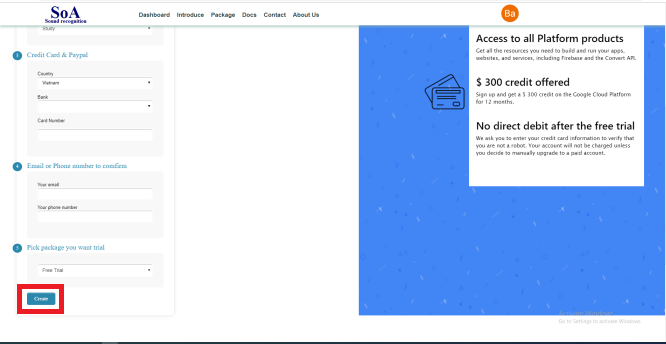 SoA
Sound recognition
Dashboard Introduce Package Docs Contact About Us
Ba
Study
3 Credit Card & Paypal
Country
Vietnam
Bank
Card Number
4 Email or Phone number to comfirm
Your email
Your phone number
5 Pick package you want trial
Free Trial
Create
Access to all Platform products
Get all the resources you need to build and run your apps,
websites, and services, including Firebase and the Convert API.
$ 300 credit offered
Sign up and get a $ 300 credit on the Google Cloud Platform
for 12 months.
No direct debit after the free trial
We ask you to enter your credit card information to verify that
you are not a robot. Your account will not be charged unless
you decide to manually upgrade to a paid account.
Activate Windows
Go to Settings to activate Windows.